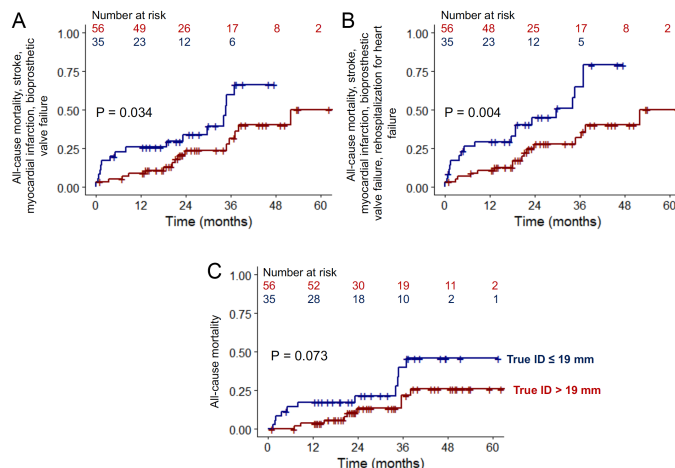 A
Number at risk
56 49 26 17 8 2
35 23 12 6
1.00
0.75
0.50
0.25
0.00
P = 0.034
All-cause mortality, stroke,
myocardial infarction, bioprosthetic
valve failure
0 12 24 36 48 60
Time (months)
B
Number at risk
56 48 25 17 8 2
35 23 12 5
1.00
0.75
0.50
0.25
0.00
P = 0.004
All-cause mortality, stroke,
myocardial infarction, bioprosthestic
valve failure, rehospitalization for heart
failure
0 12 24 36 48 60
Time (months)
C
Number at risk
56 52 30 19 11 2
35 28 18 10 2 1
1.00
0.75
0.50
0.25
0.00
P = 0.073
All-cause mortality
True ID ≤ 19 mm
True ID > 19 mm
0 12 24 36 48 60
Time (months)